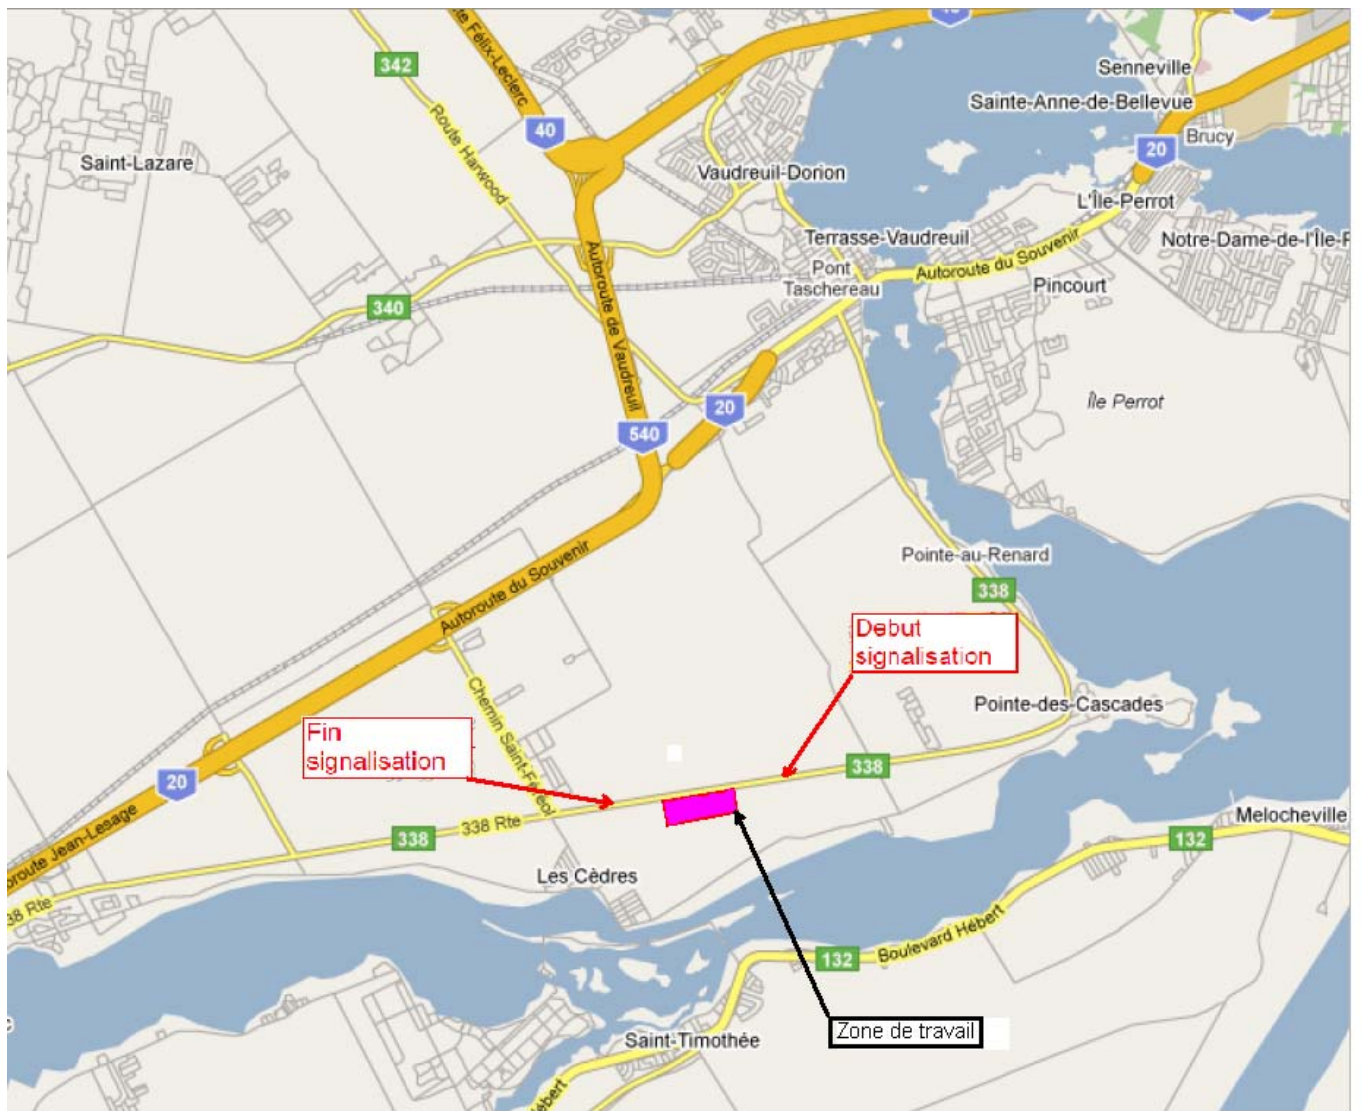 40
20
Senneville
342
Sainte-Anne-de-Bellevue
te Félix-Leclerc
40
Brucy
20
Route Harwood
Saint-Lazare
Vaudreuil-Dorion
L'Île-Perrot
Terrasse-Vaudreuil
Notre-Dame-de-l'Île-P
Autoroute du Souvenir
Pont
Taschereau
Pincourt
Autoroute de Vaudreuil
340
Île Perrot
20
540
Pointe-au-Renard
338
Autoroute du Souvenir
Debut
signalisation
Pointe-des-Cascades
Chemin Saint-Féréol
Fin
signalisation
338
20
Melocheville
338 Rte
338
132
oroute Jean-Lesage
Les Cèdres
38 Rte
Boulevard Hébert
132
Zone de travail
Saint-Timothée
ébert